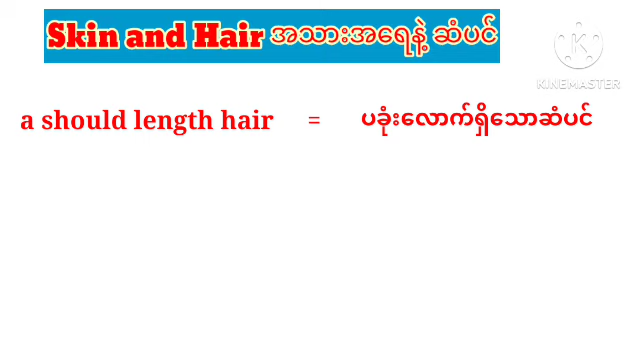 Skin and Hair အသားအရေနဲ့ ဆံပင်
KINEMASTER
a should length hair = ပခုံးလောက်ရှိသောဆံပင်